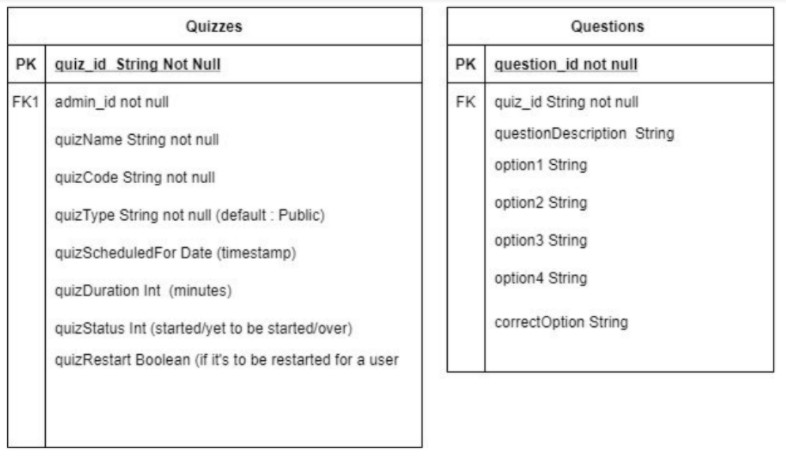 Quizzes
PK quiz_id String Not Null
FK1 admin_id not null
quizName String not null
quizCode String not null
quizType String not null (default : Public)
quizScheduledFor Date (timestamp)
quizDuration Int (minutes)
quizStatus Int (started/yet to be started/over)
quizRestart Boolean (if it's to be restarted for a user
Questions
PK question_id not null
FK quiz_id String not null
questionDescription String
option1 String
option2 String
option3 String
option4 String
correctOption String